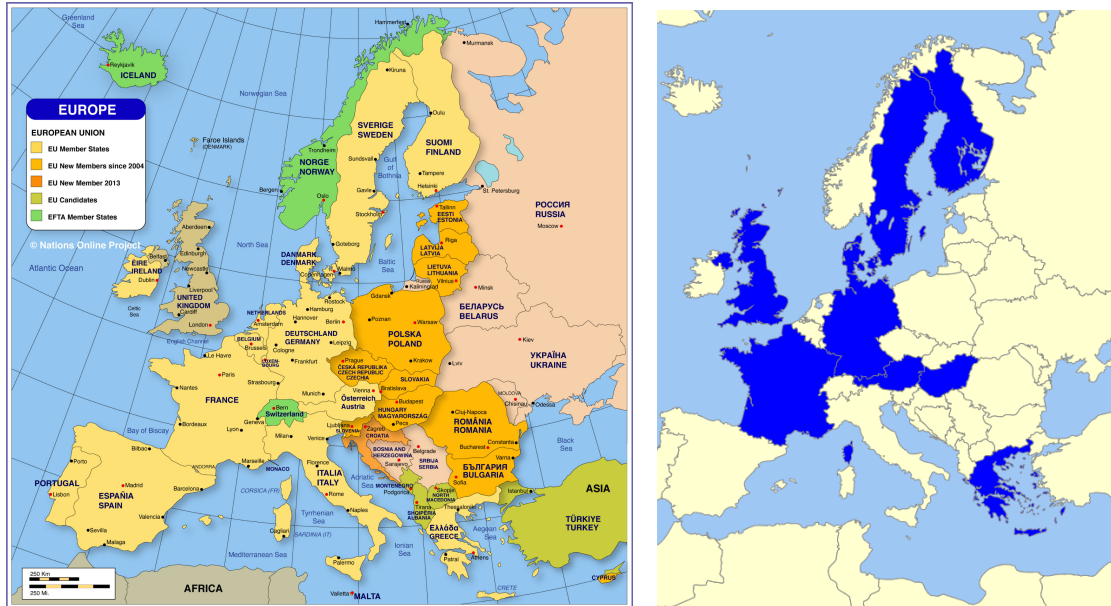 Greenland
Sea
Hammerfest
Murmansk
Reykjavik
ICELAND
Kiruna
Norwegian Sea
EUROPE
EUROPEAN UNION
EU Member States
EU New Members since 2004
EU New Member 2013
EU Candidates
EFTA Member States
Oulu
SVERIGE
SWEDEN
Faroe Islands
(DENMARK)
SUOMI
FINLAND
Trondheim
Gulf
of
Bothnia
Sundsvall
NORGE
NORWAY
Tampere
Helsinki
St. Petersburg
Bergen
Oslo
Gavle
Stockholm
Tallinn
EESTI
ESTONIA
РОССИЯ
RUSSIA
Moscow
Aberdeen
© Nations Online Project
North Sea
Goteborg
Riga
LATVIJA
LATVIA
Edinburgh
Belfast
Atlantic Ocean
DANMARK
DENMARK
Baltic
Sea
LIETUVA
LITHUANIA
ÉIRE
IRELAND
Newcastle
Copenhagen
Malmo
Russia
Kaliningrad
Vilnius
Dublin
Liverpool
Minsk
БЕЛАРУСЬ
BELARUS
Celtic
Sea
UNITED
KINGDOM
Cardiff
London
Rostock
Hamburg
Gdansk
NETHERLANDS
Amsterdam
Hannover
Berlin
Poznan
Warsaw
English Channel
DEUTSCHLAND
GERMANY
POLSKA
POLAND
BELGIUM
Brussels
Cologne
Leipzig
Kiev
Le Havre
LUXEM-
BOURG
Frankfurt
Prague
Krakow
Lviv
УКРАЇНА
UKRAINE
ČESKÁ REPUBLIKA
CZECH REPUBLIC
CZECHIA
Paris
Strasbourg
SLOVAKIA
Nantes
Munich
Vienna
Bratislava
Österreich
Austria
MOLDOVA
Chisinau
Odessa
FRANCE
Bern
Switzerland
Budapest
HUNGARY
MAGYARORSZÁG
Cluj-Napoca
Geneva
Bay of Biscay
Bordeaux
Lyon
Milan
Venice
Ljubljana
SLOVENIA
Zagreb
CROATIA
Pecs
ROMÂNIA
ROMANIA
Constanta
Black
Sea
Bilbao
Belgrade
Bucharest
BOSNIA AND
HERZEGOWINA
Sarajevo
SRBIJA
SERBIA
Varna
Porto
ANDORRA
Marseille
MONACO
Florence
ITALIA
ITALY
Adriatic
Sea
БЪЛГАРИЯ
BULGARIA
Sofia
PORTUGAL
Lisbon
Madrid
ESPAÑA
SPAIN
Barcelona
CORSICA (FR)
Rome
MONTENEGRO
Podgorica
Skopje
NORTH
MACEDONIA
Istanbul
ASIA
Tirana
SHQIPËRIA
ALBANIA
Thessaloniki
Valencia
Tyrrhenian
Sea
Naples
TÜRKIYE
TURKEY
Sevilla
Malaga
Cagliari
SARDINIA (IT)
Ελλάδα
GREECE
Aegean
Sea
Ionian
Sea
Mediterranean Sea
Palermo
Patrai
Athens
250 Km
250 Mi.
AFRICA
Valletta
MALTA
CRETE
CYPRUS